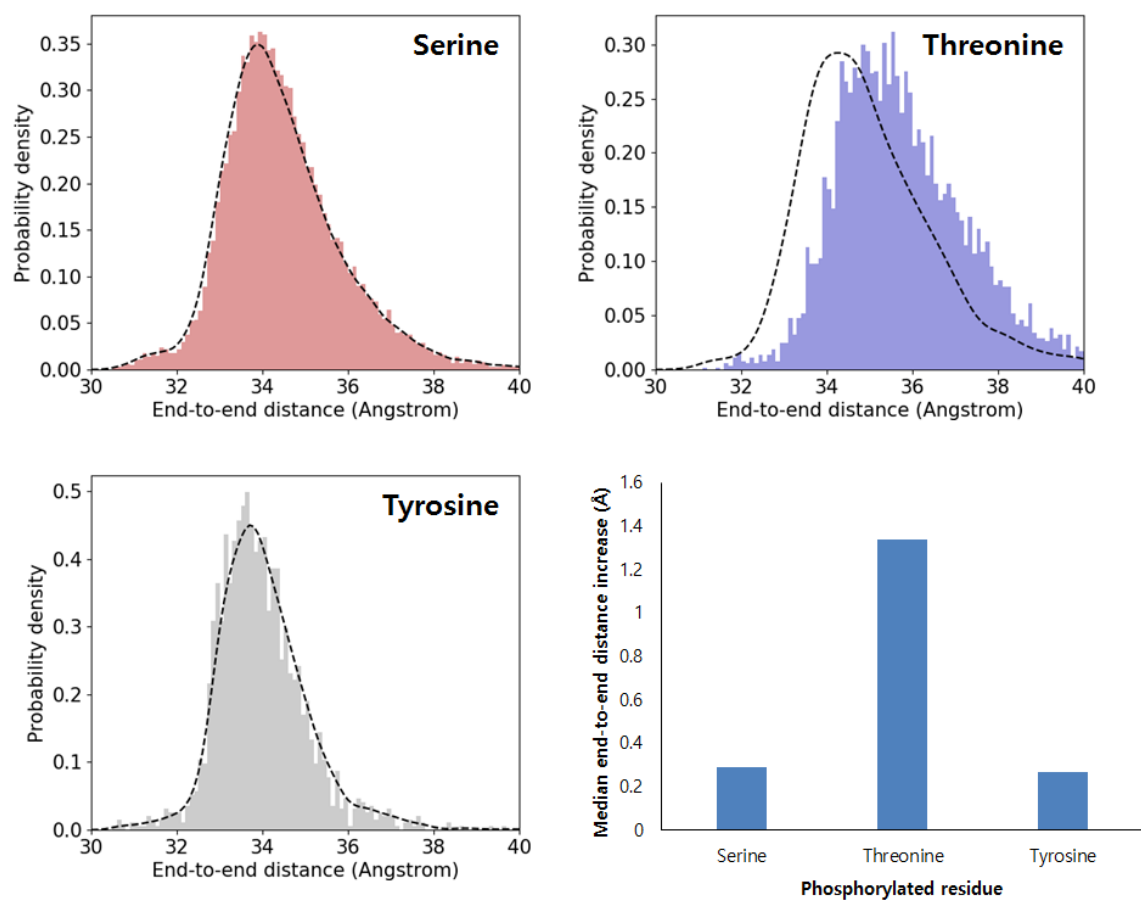 Serine
Probability density
0.35
0.30
0.25
0.20
0.15
0.10
0.05
0.00
30 32 34 36 38 40
End-to-end distance (Angstrom)
Threonine
Probability density
0.30
0.25
0.20
0.15
0.10
0.05
0.00
30 32 34 36 38 40
End-to-end distance (Angstrom)
Tyrosine
Probability density
0.5
0.4
0.3
0.2
0.1
0.0
30 32 34 36 38 40
End-to-end distance (Angstrom)
Median end-to-end distance increase (Å)
1.6
1.4
1.2
1
0.8
0.6
0.4
0.2
0
Serine Threonine Tyrosine
Phosphorylated residue